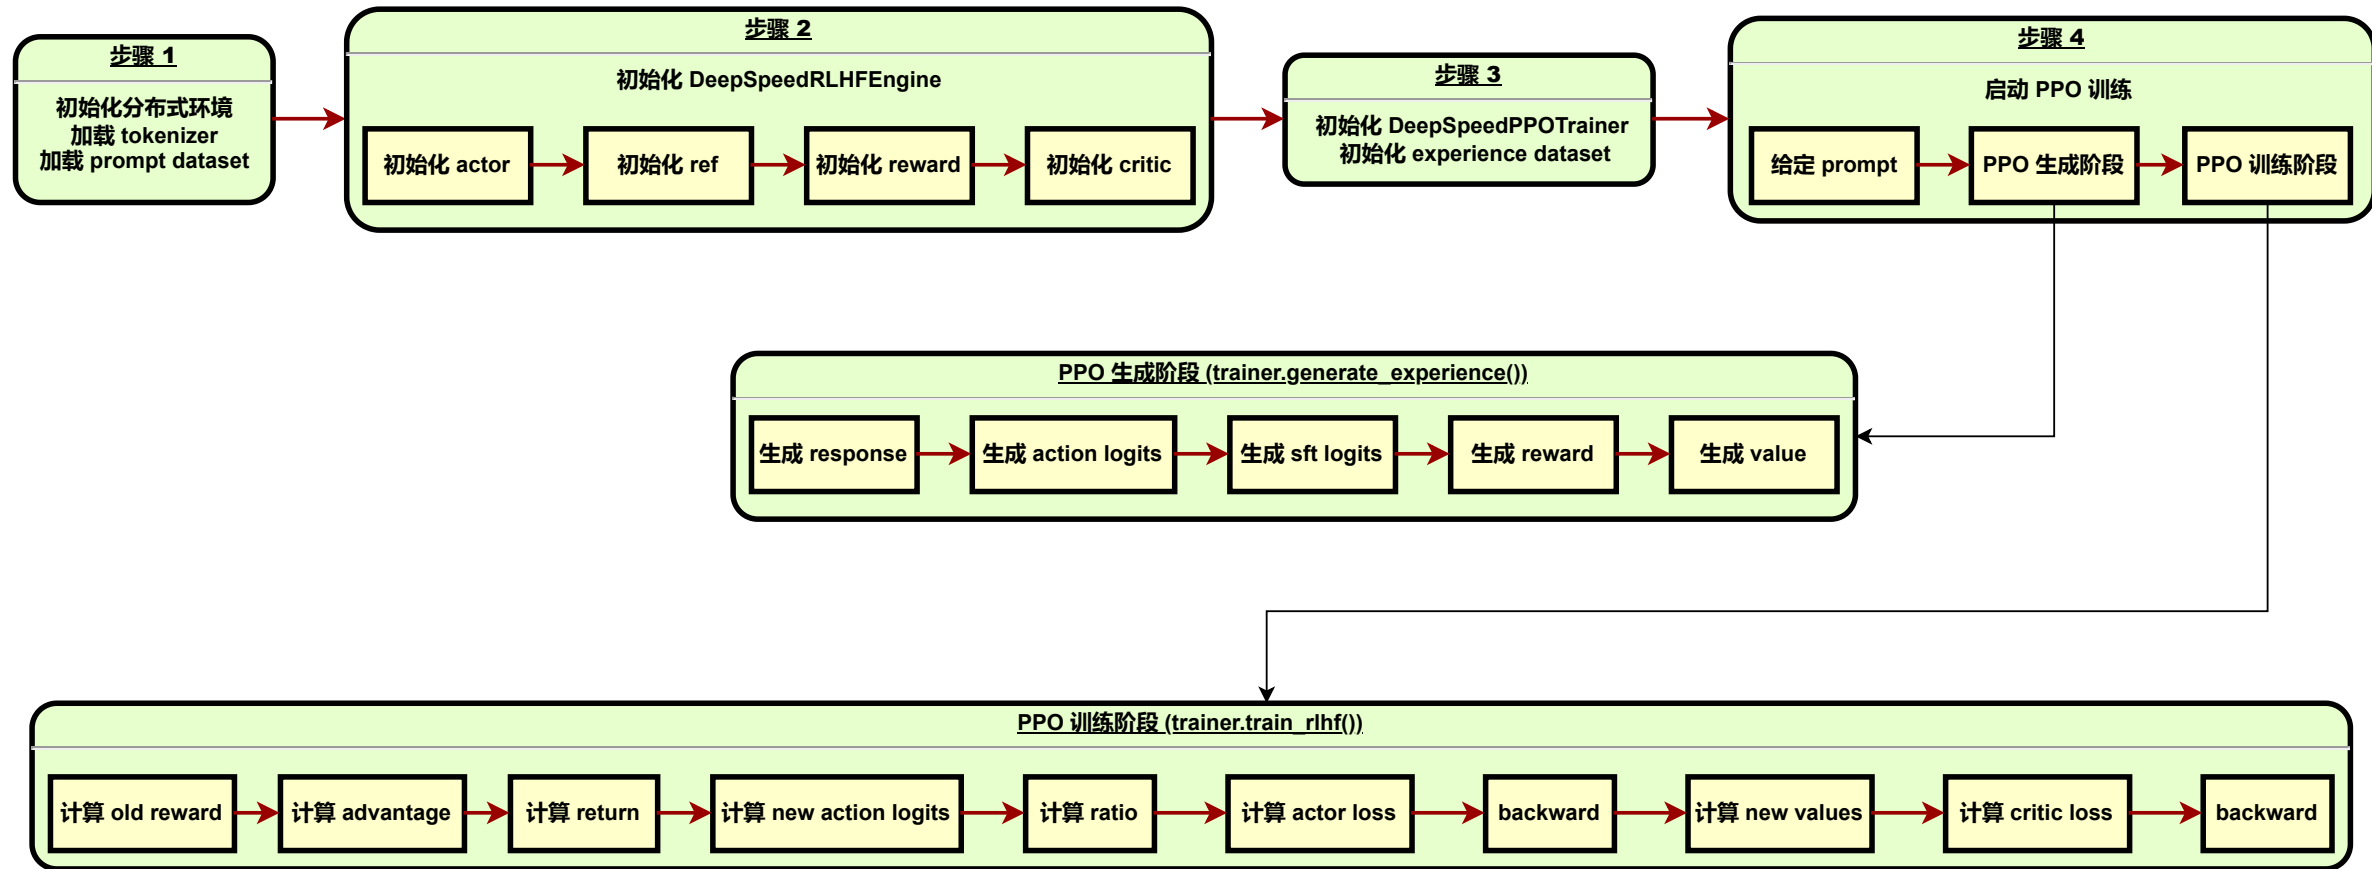 步骤 1
初始化分布式环境
加载 tokenizer
加载 prompt dataset
步骤 2
初始化 DeepSpeedRLHFEngine
初始化 actor
初始化 ref
初始化 reward
初始化 critic
步骤 3
初始化 DeepSpeedPPOTrainer
初始化 experience dataset
步骤 4
启动 PPO 训练
给定 prompt
PPO 生成阶段
PPO 训练阶段
PPO 生成阶段 (trainer.generate_experience())
生成 response
生成 action logits
生成 sft logits
生成 reward
生成 value
PPO 训练阶段 (trainer.train_rlhf())
计算 old reward
计算 advantage
计算 return
计算 new action logits
计算 ratio
计算 actor loss
backward
计算 new values
计算 critic loss
backward